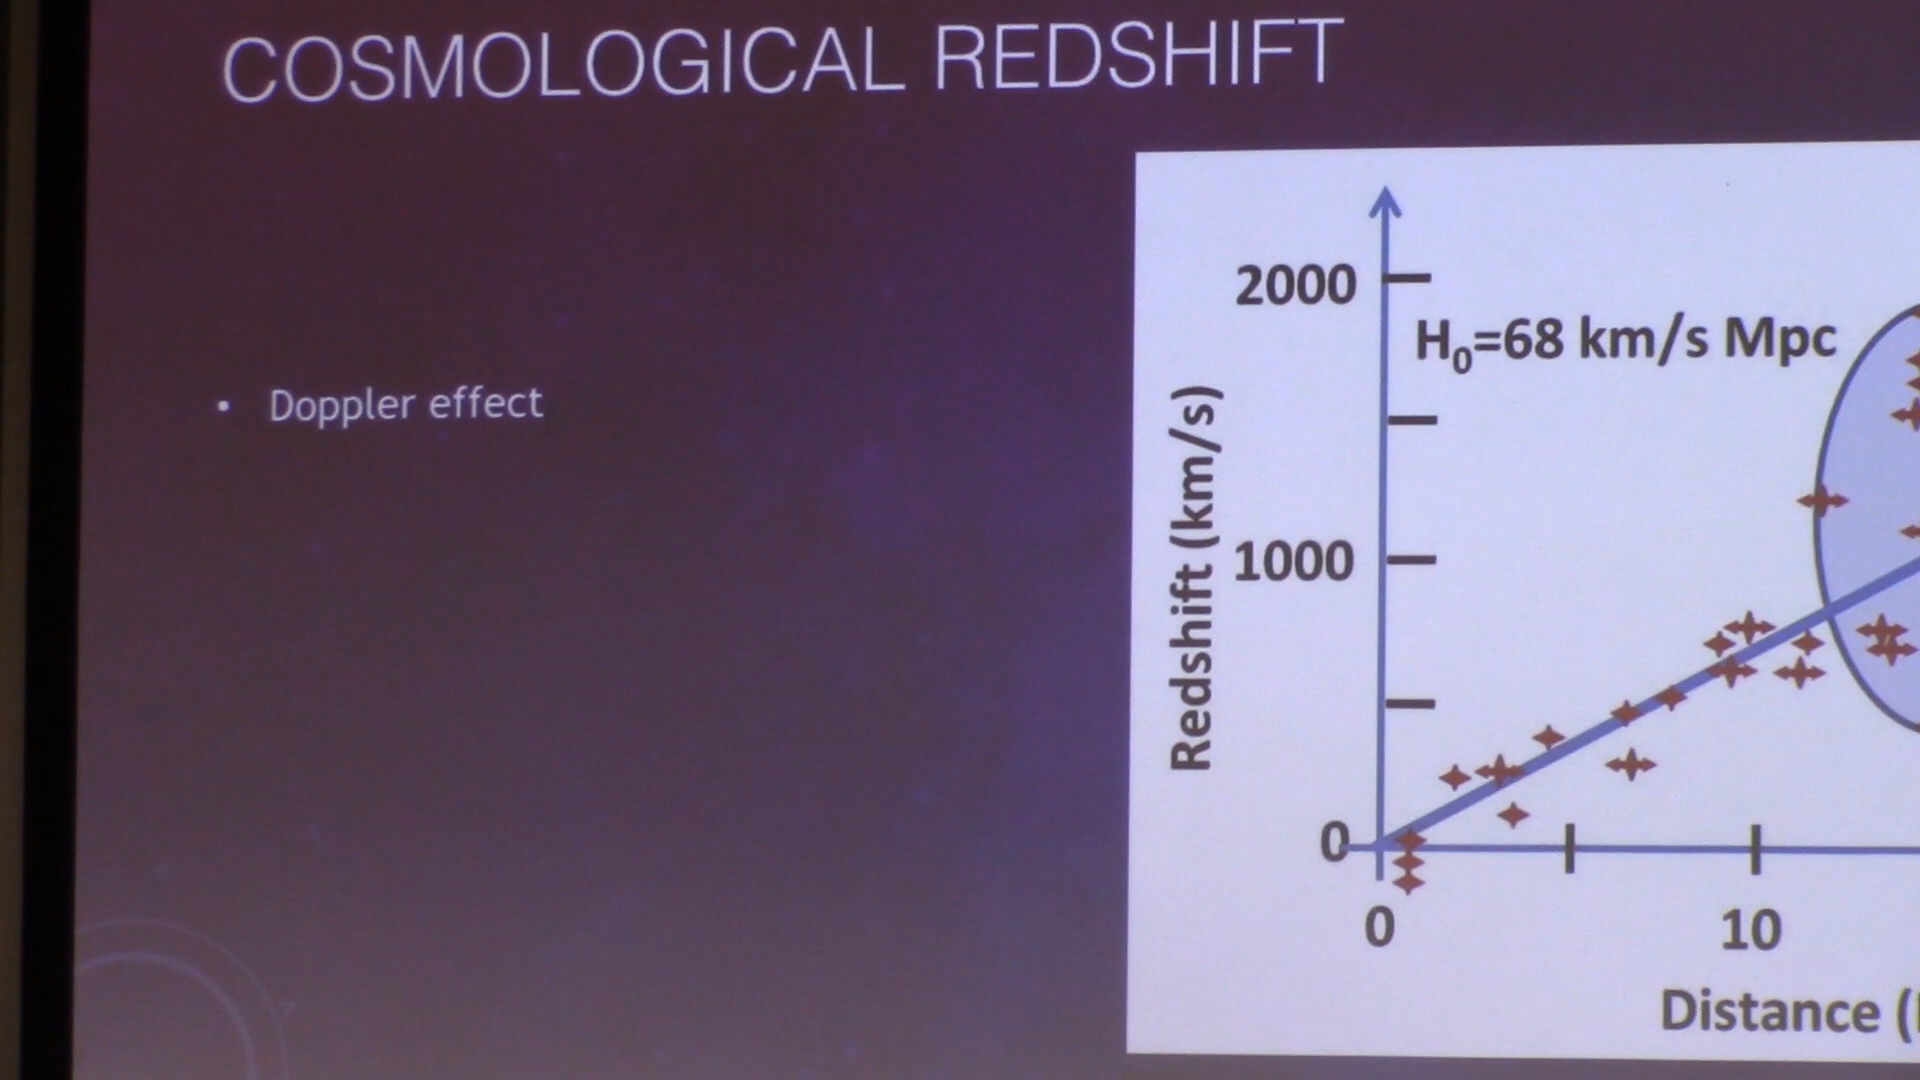 COSMOLOGICAL REDSHIFT
• Doppler effect
2000
H₀=68 km/s Mpc
Redshift (km/s)
1000
0
0
10
Distance (